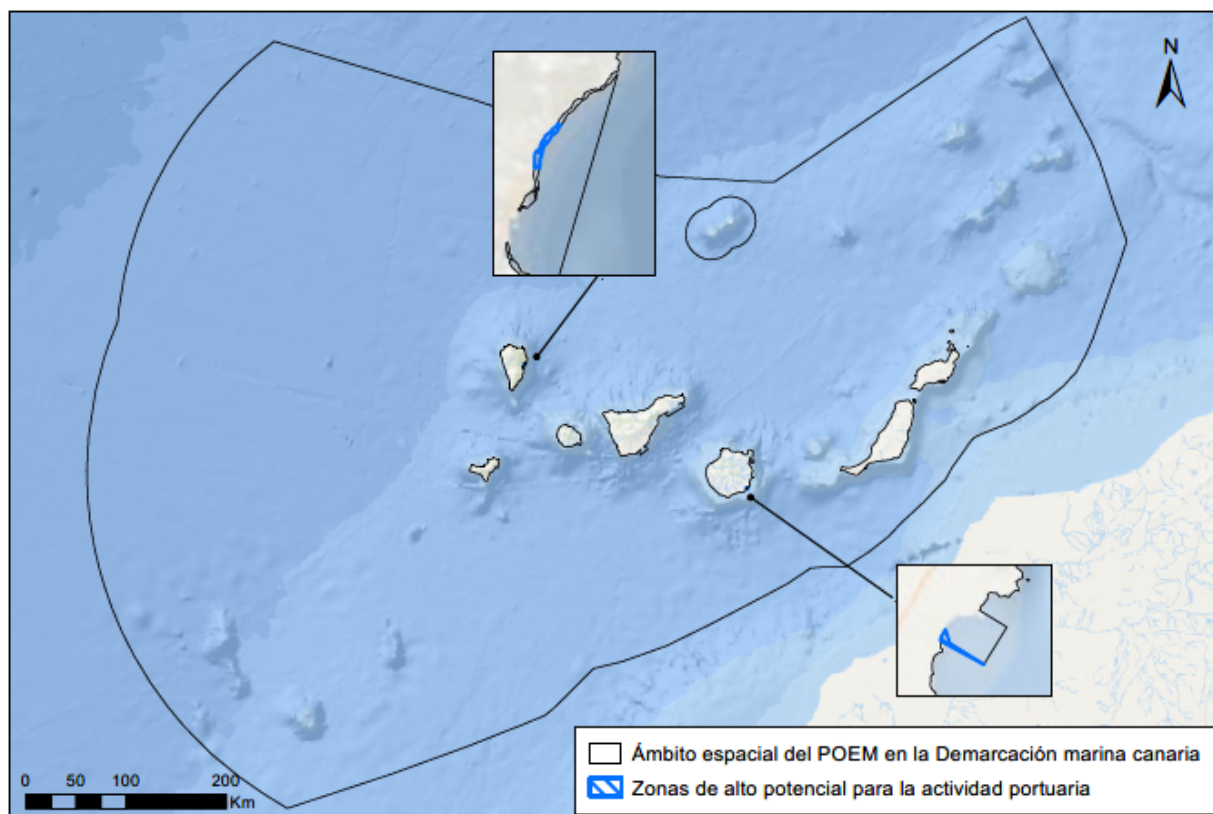 N
Ámbito espacial del POEM en la Demarcación marina canaria
Zonas de alto potencial para la actividad portuaria
0 50 100 200
Km